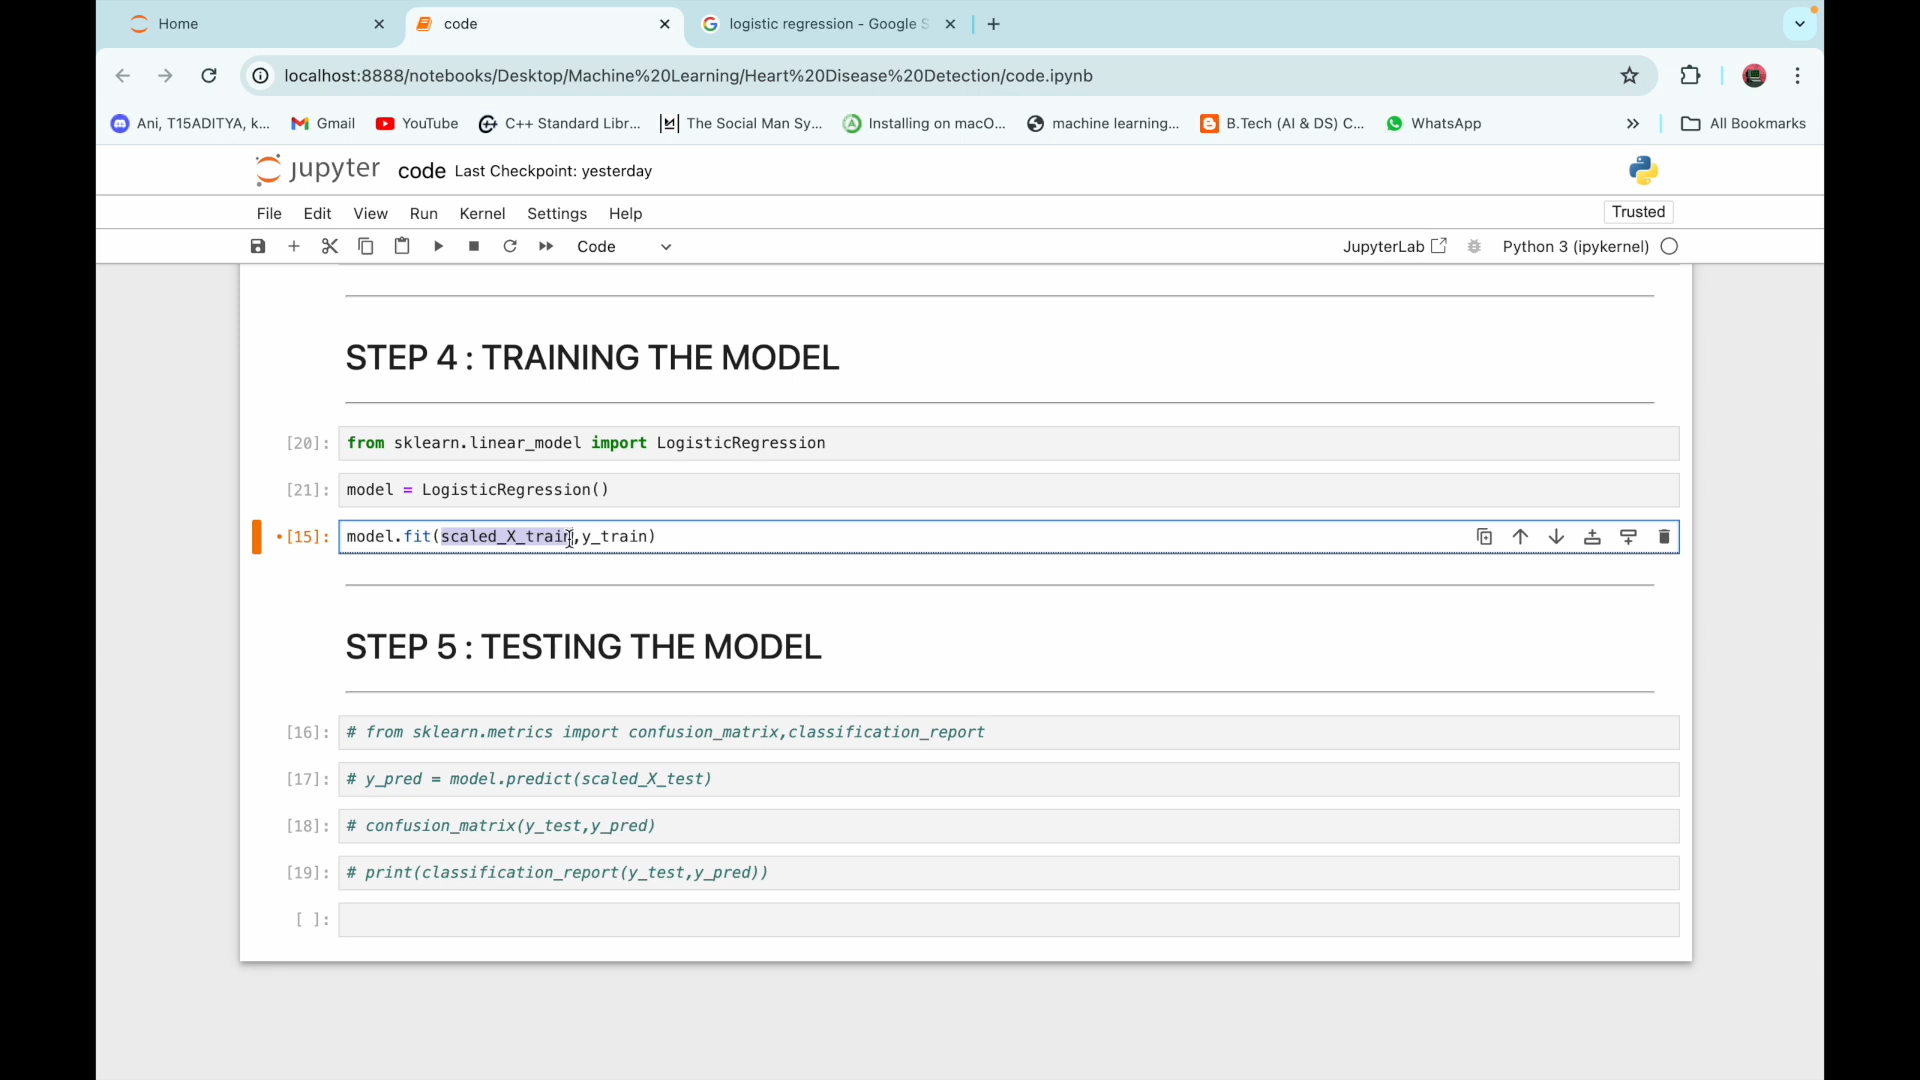 Home
code
logistic regression - Google S
localhost:8888/notebooks/Desktop/Machine%20Learning/Heart%20Disease%20Detection/code.ipynb
Ani, T15ADITYA, k...
Gmail
YouTube
C++ Standard Libr...
The Social Man Sy...
Installing on macO...
machine learning...
B.Tech (AI & DS) C...
WhatsApp
All Bookmarks
jupyter code Last Checkpoint: yesterday
File Edit View Run Kernel Settings Help
Trusted
Code
JupyterLab
Python 3 (ipykernel)
STEP 4 : TRAINING THE MODEL
[20]: from sklearn.linear_model import LogisticRegression
[21]: model = LogisticRegression()
•[15]: model.fit(scaled_X_train,y_train)
STEP 5 : TESTING THE MODEL
[16]: # from sklearn.metrics import confusion_matrix,classification_report
[17]: # y_pred = model.predict(scaled_X_test)
[18]: # confusion_matrix(y_test,y_pred)
[19]: # print(classification_report(y_test,y_pred))
[ ]: